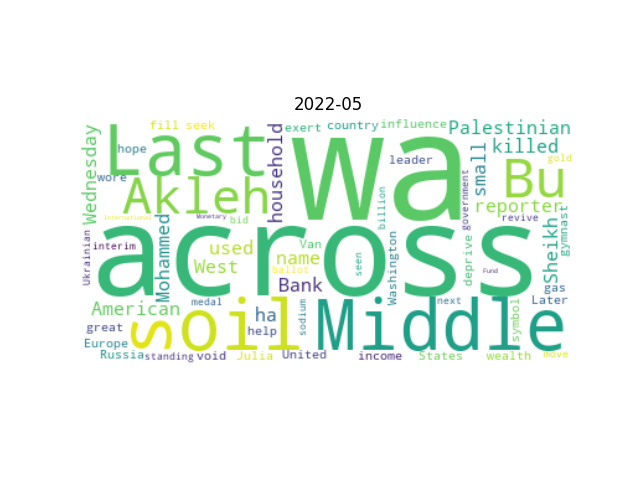 2022-05
fill seek
exert country influence
Palestinian
hope
Last
wa
leader
small
killed
Bu
gold
Wednesday
household
wore
Akleh
reporter
International
Monetary
bid
billion
government
revive
gymnast
Ukrainian
interim
Mohammed
used
Van
across
name
seen
Washington
deprive
Sheikh
West
ballot
Fund
Bank
gas
American
medal
soil
ha
sodium
Middle
next
symbol
Later
great
help
Europe
Russia
standing
void
Julia
United
income
States
wealth
move